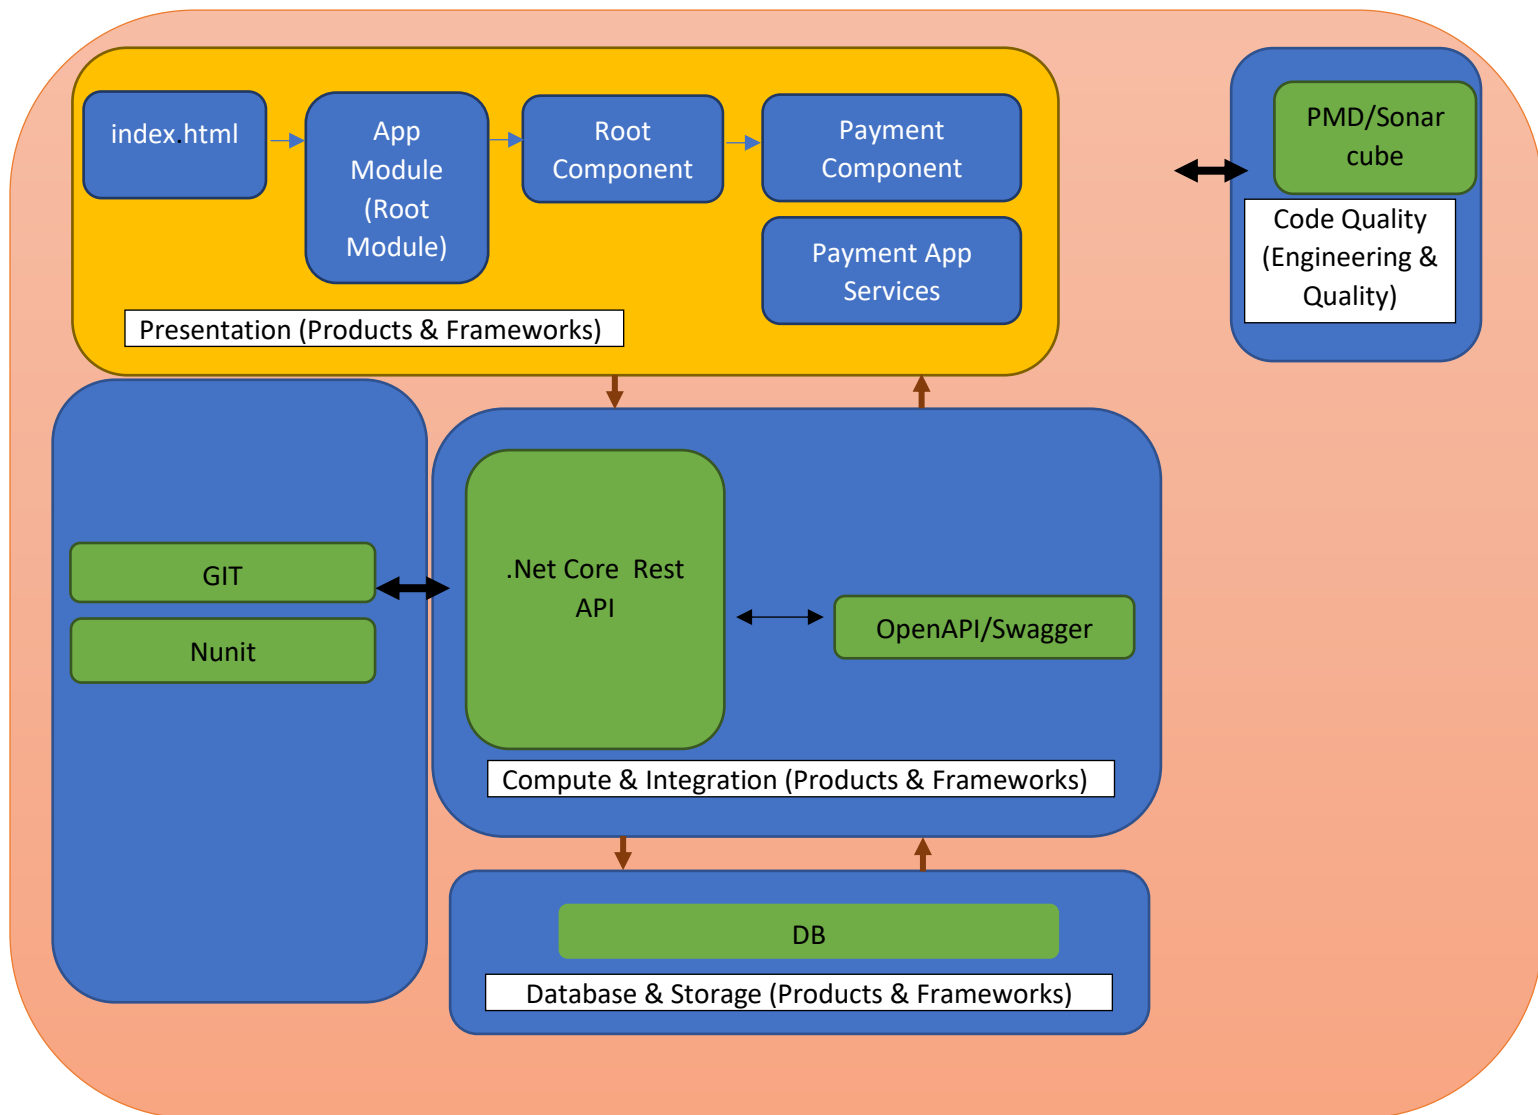 index.html
App
Module
(Root
Module)
Root
Component
Payment
Component
Payment App
Services
Presentation (Products & Frameworks)
PMD/Sonar
cube
Code Quality
(Engineering &
Quality)
GIT
Nunit
.Net Core  Rest
API
OpenAPI/Swagger
Compute & Integration (Products & Frameworks)
DB
Database & Storage (Products & Frameworks)